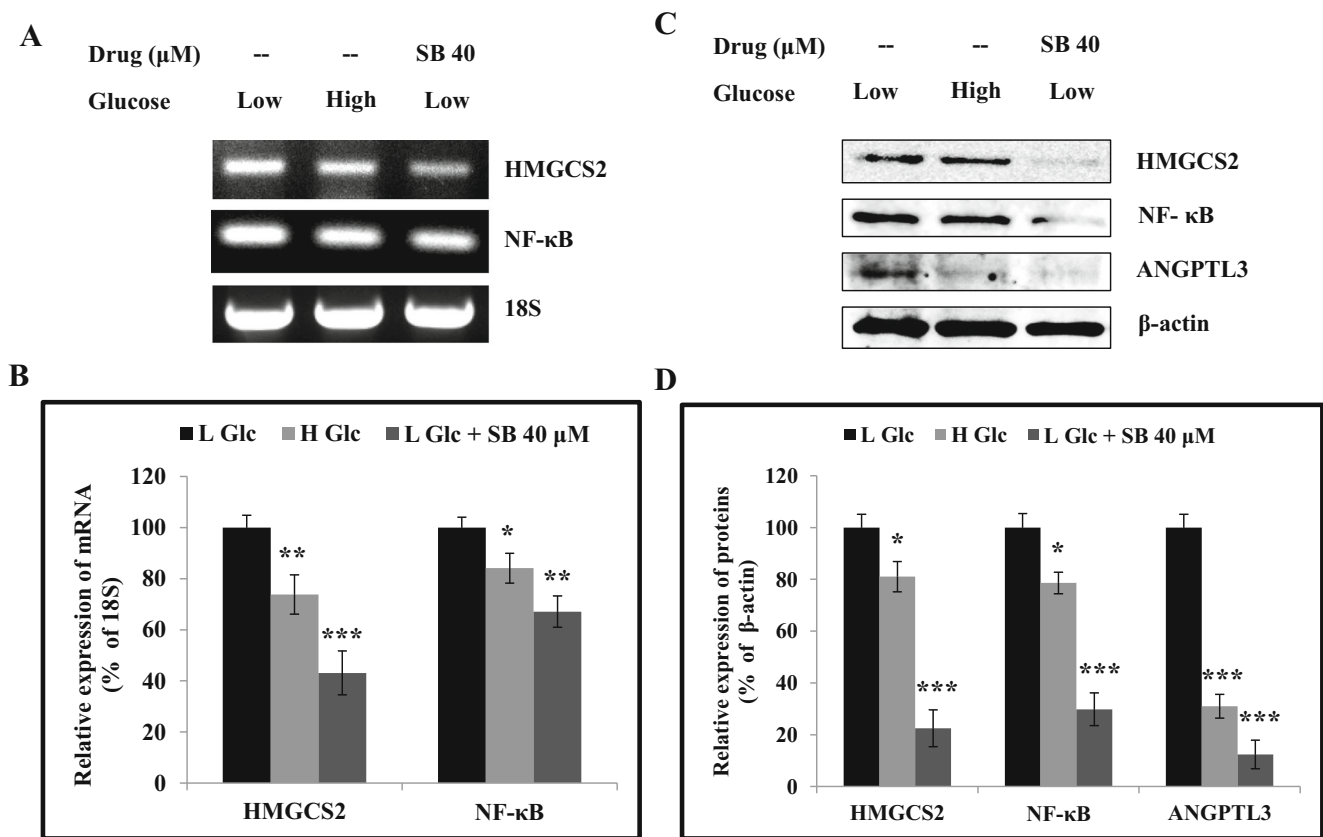 A
Drug (μM) -- -- SB 40
Glucose Low High Low
HMGCS2
NF-κB
18S
B
L Glc H Glc L Glc + SB 40 μM
Relative expression of mRNA
(% of 18S)
120
100
80
60
40
20
0
** *** * **
HMGCS2 NF-κB
C
Drug (μM) -- -- SB 40
Glucose Low High Low
HMGCS2
NF- κB
ANGPTL3
β-actin
D
L Glc H Glc L Glc + SB 40 μM
Relative expression of proteins
(% of β-actin)
120
100
80
60
40
20
0
* *** * *** *** ***
HMGCS2 NF-κB ANGPTL3